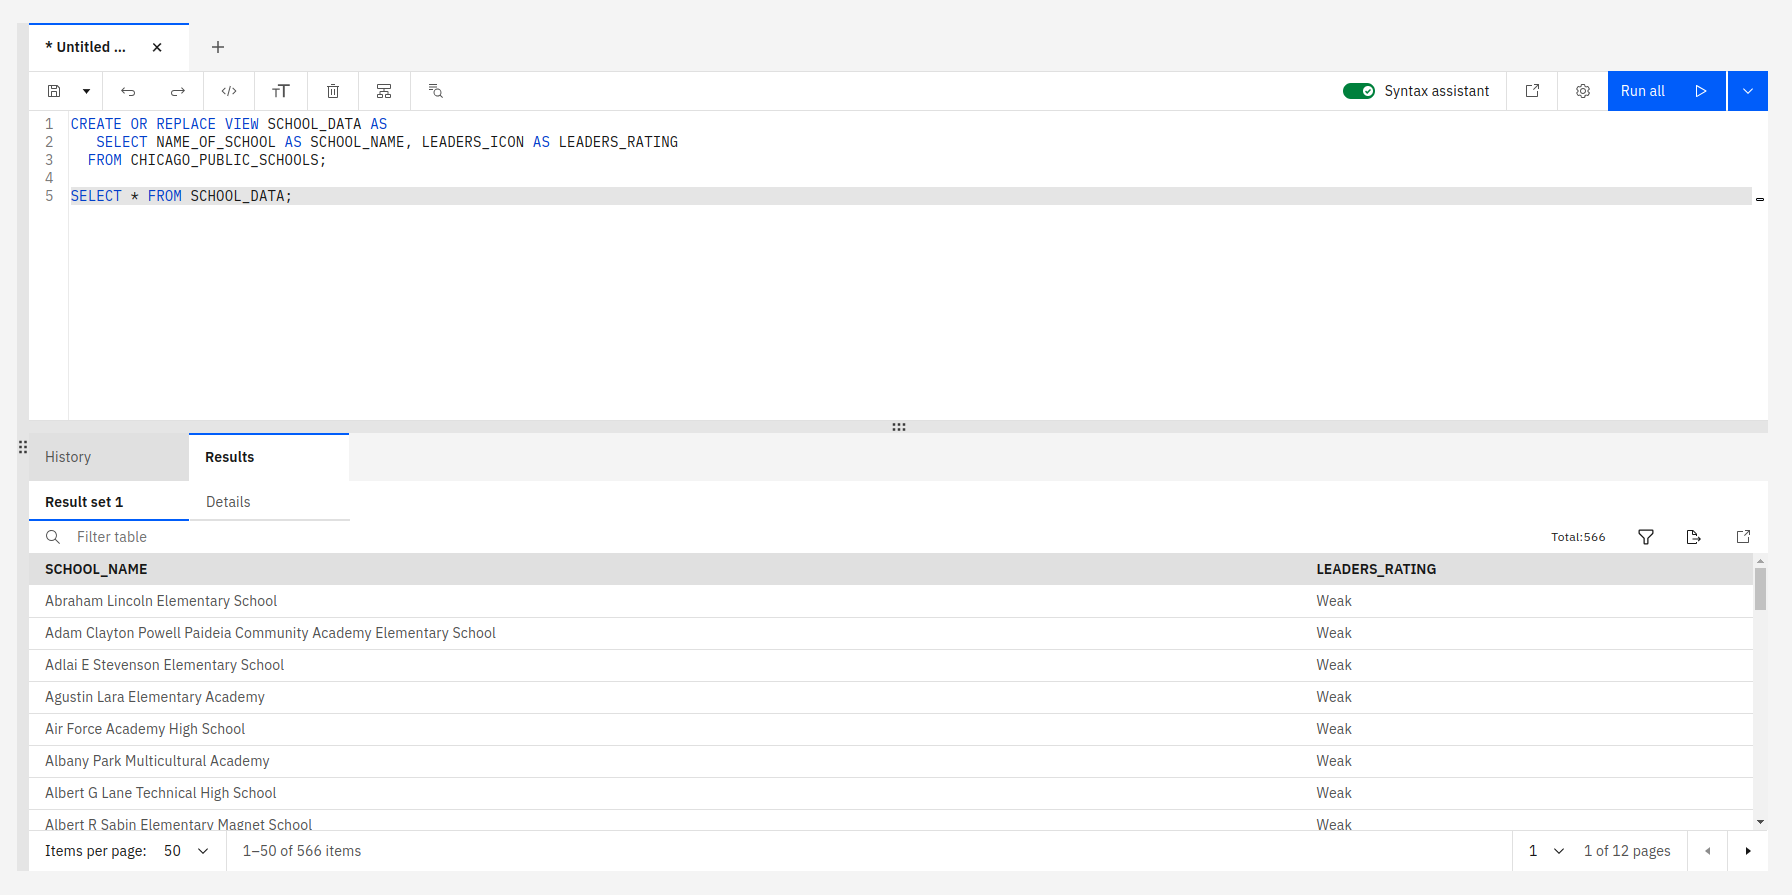 * Untitled ...
Syntax assistant
Run all
1 CREATE OR REPLACE VIEW SCHOOL_DATA AS
2 SELECT NAME_OF_SCHOOL AS SCHOOL_NAME, LEADERS_ICON AS LEADERS_RATING
3 FROM CHICAGO_PUBLIC_SCHOOLS;
4
5 SELECT * FROM SCHOOL_DATA;
History Results
Result set 1 Details
Filter table Total:566
SCHOOL_NAME LEADERS_RATING
Abraham Lincoln Elementary School Weak
Adam Clayton Powell Paideia Community Academy Elementary School Weak
Adlai E Stevenson Elementary School Weak
Agustin Lara Elementary Academy Weak
Air Force Academy High School Weak
Albany Park Multicultural Academy Weak
Albert G Lane Technical High School Weak
Albert R Sabin Elementary Magnet School Weak
Items per page: 50 1–50 of 566 items 1 1 of 12 pages